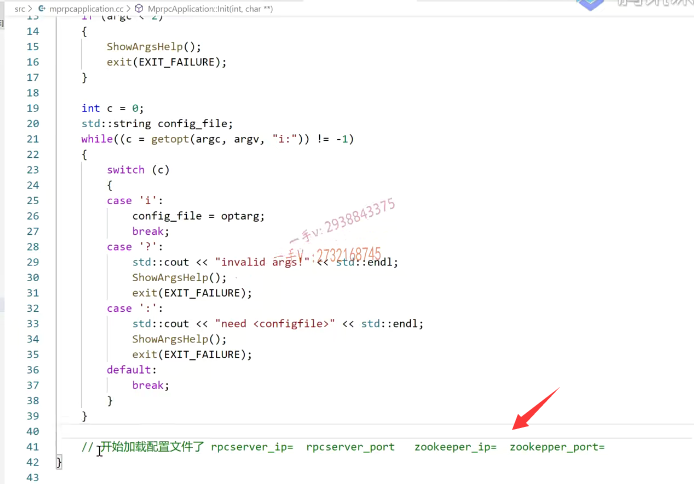 src > mprpcapplication.cc > MprpcApplication::Init(int, char **)
13 if (argc < 2)
14 {
15 ShowArgsHelp();
16 exit(EXIT_FAILURE);
17 }
18
19 int c = 0;
20 std::string config_file;
21 while((c = getopt(argc, argv, "i:")) != -1)
22 {
23 switch (c)
24 {
25 case 'i':
26 config_file = optarg;
27 break;
28 case '?':
29 std::cout << "invalid args!" << std::endl;
30 ShowArgsHelp();
31 exit(EXIT_FAILURE);
32 case ':':
33 std::cout << "need <configfile>" << std::endl;
34 ShowArgsHelp();
35 exit(EXIT_FAILURE);
36 default:
37 break;
38 }
39 }
40
41 // 开始加载配置文件了 rpcserver_ip= rpcserver_port zookeeper_ip= zookepper_port=
42 }
43
一手v: 2938843375
一手V :2732168745